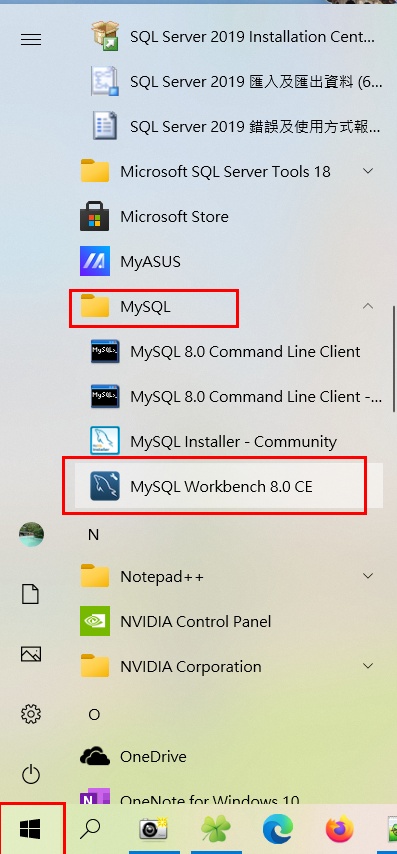 SQL Server 2019 Installation Cent...
SQL Server 2019 匯入及匯出資料 (6...
SQL Server 2019 錯誤及使用方式報...
Microsoft SQL Server Tools 18
Microsoft Store
MyASUS
MySQL
MySQL 8.0 Command Line Client
MySQL 8.0 Command Line Client -...
MySQL Installer - Community
MySQL Workbench 8.0 CE
N
Notepad++
NVIDIA Control Panel
NVIDIA Corporation
O
OneDrive
OneNote for Windows 10